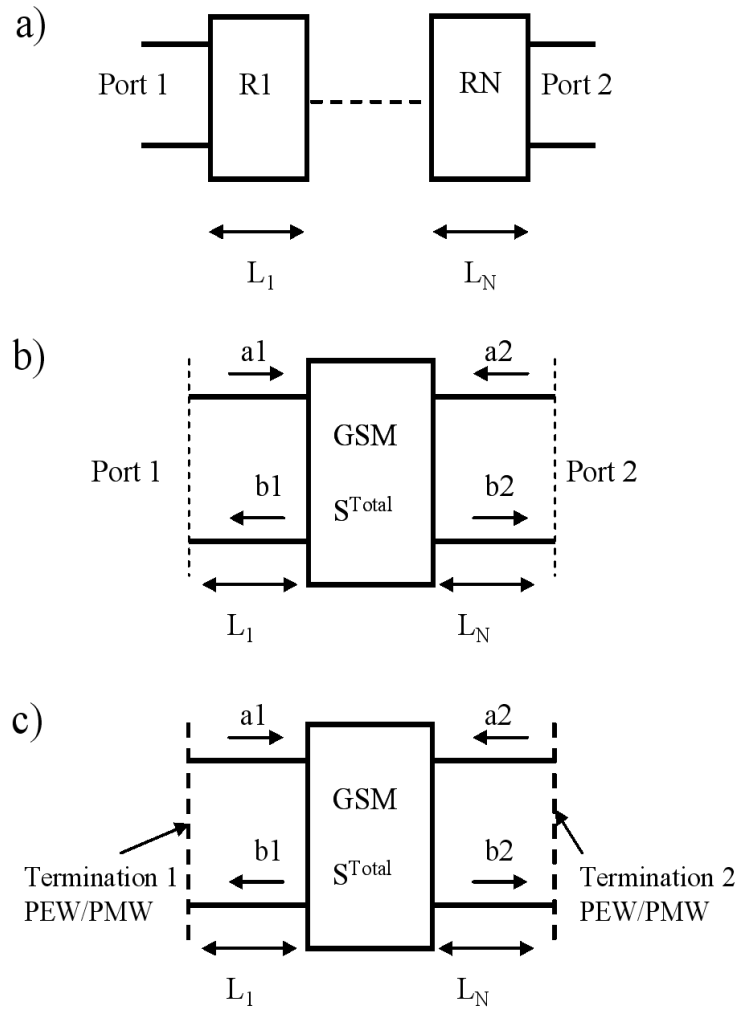 a)
Port 1
R1
RN
Port 2
L1
LN
b)
a1
a2
GSM
Port 1
Port 2
b1
STotal
b2
L1
LN
c)
a1
a2
GSM
b1
STotal
b2
Termination 1
PEW/PMW
Termination 2
PEW/PMW
L1
LN